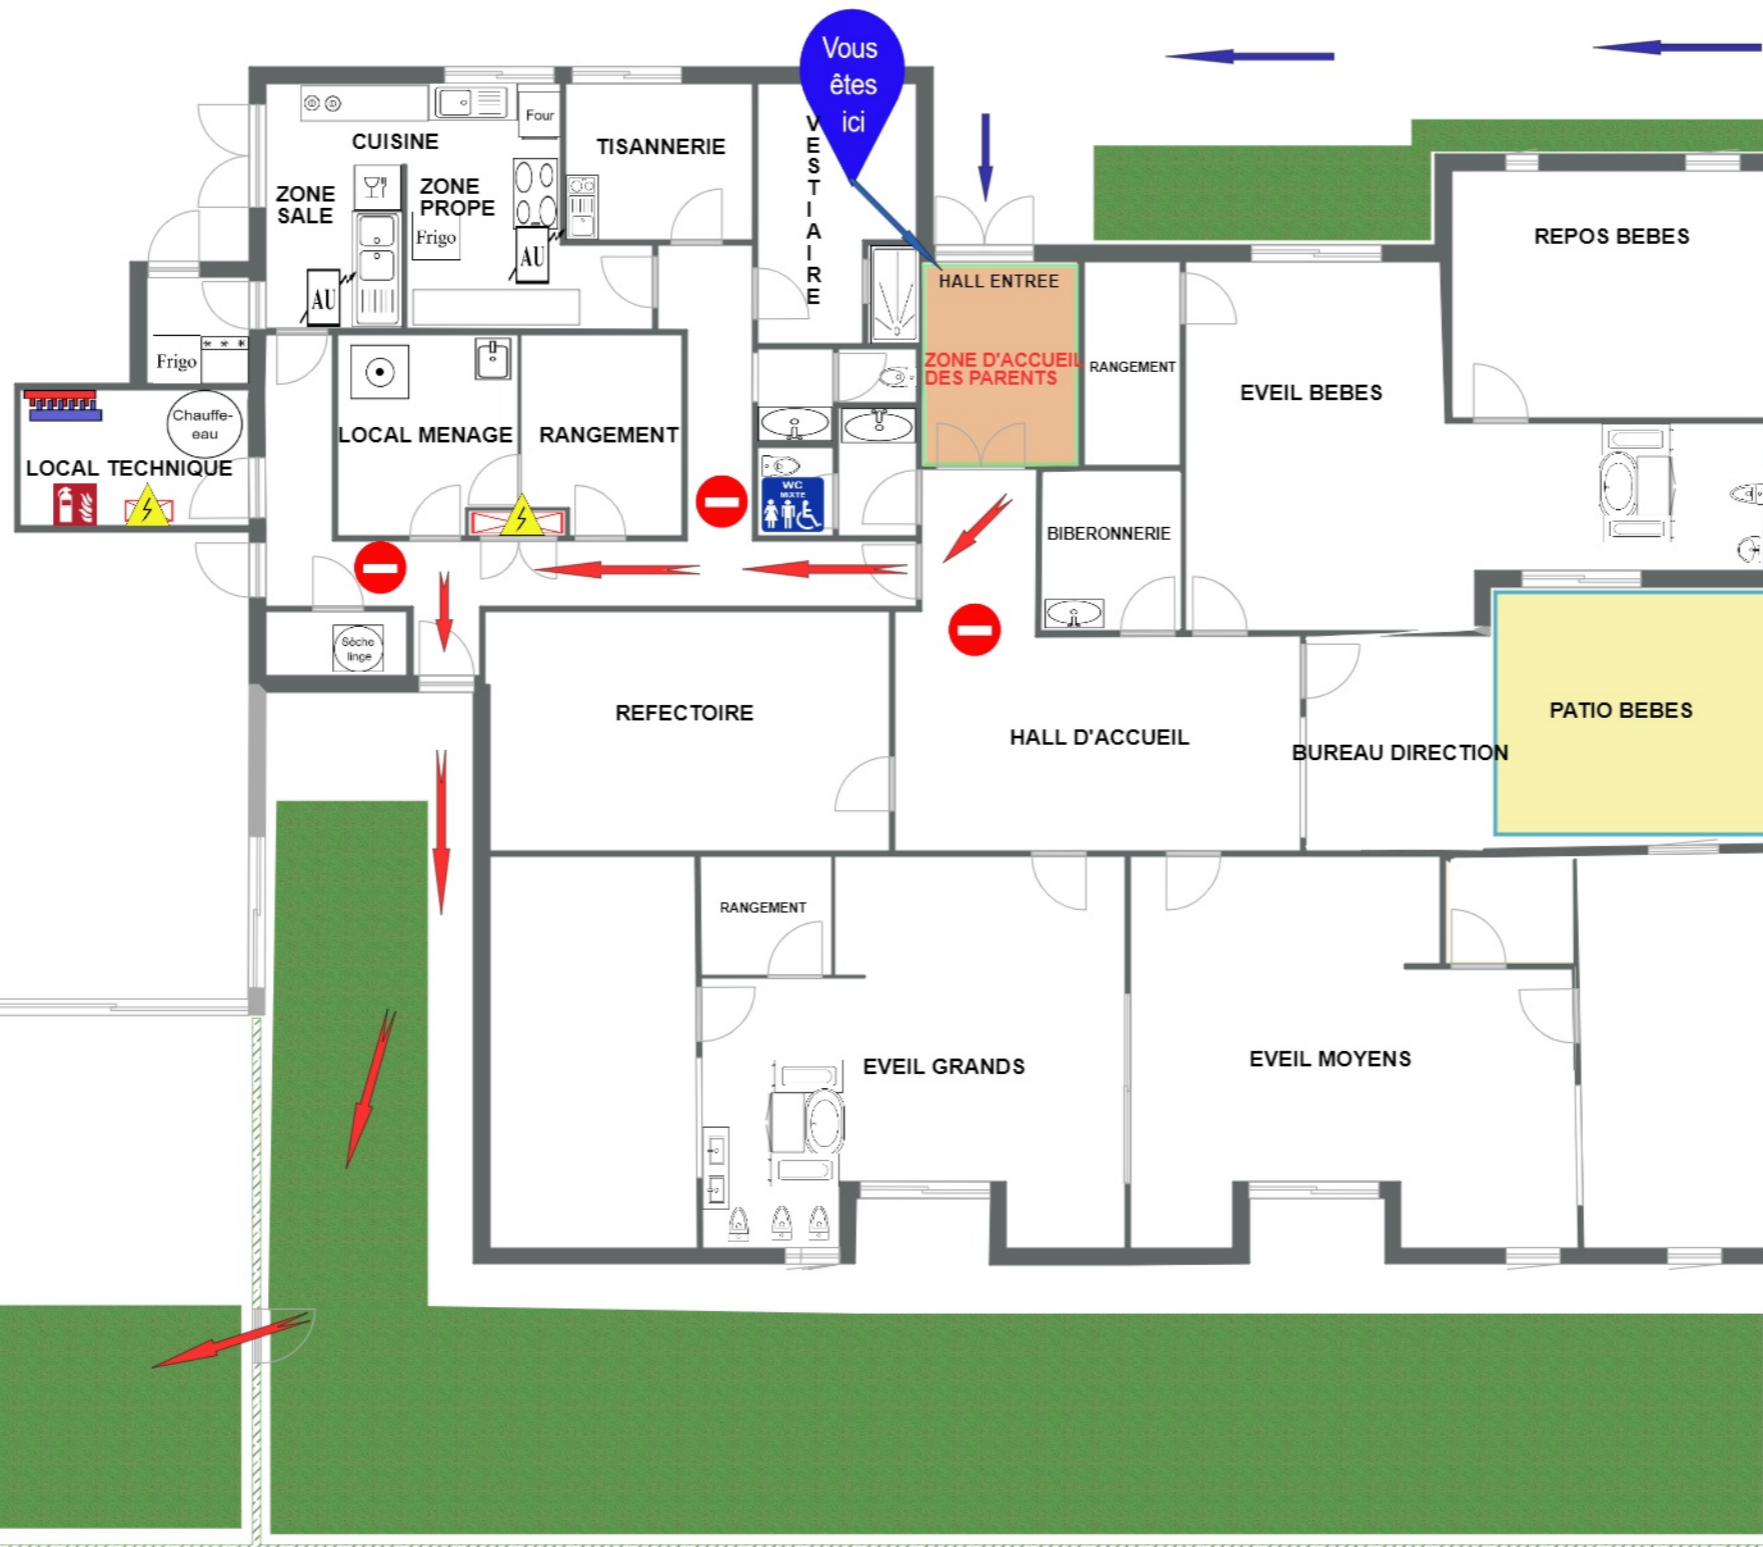 Vous
êtes
ici
CUISINE
Four
TISANNERIE
VESTIAIRE
ZONE
SALE
ZONE
PROPE
Frigo
AU
AU
HALL ENTREE
ZONE D'ACCUEIL
DES PARENTS
RANGEMENT
REPOS BEBES
EVEIL BEBES
Frigo
* * *
Chauffe-
eau
LOCAL TECHNIQUE
LOCAL MENAGE
RANGEMENT
WC
MIXTE
BIBERONNERIE
Sèche
linge
REFECTOIRE
HALL D'ACCUEIL
BUREAU DIRECTION
PATIO BEBES
RANGEMENT
EVEIL GRANDS
EVEIL MOYENS